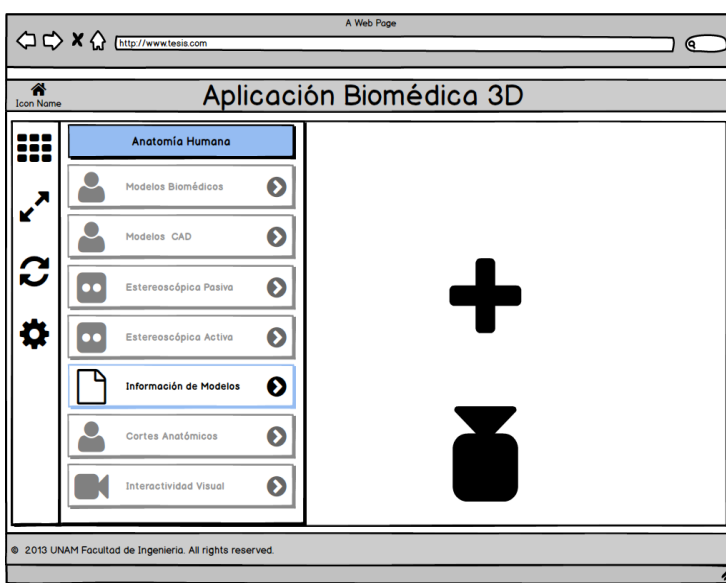 A Web Page
http://www.tesis.com
Icon Name
Aplicación Biomédica 3D
Anatomía Humana
Modelos Biomédicos
Modelos CAD
Estereoscópica Pasiva
Estereoscópica Activa
Información de Modelos
Cortes Anatómicos
Interactividad Visual
© 2013 UNAM Facultad de Ingenieria. All rights reserved.